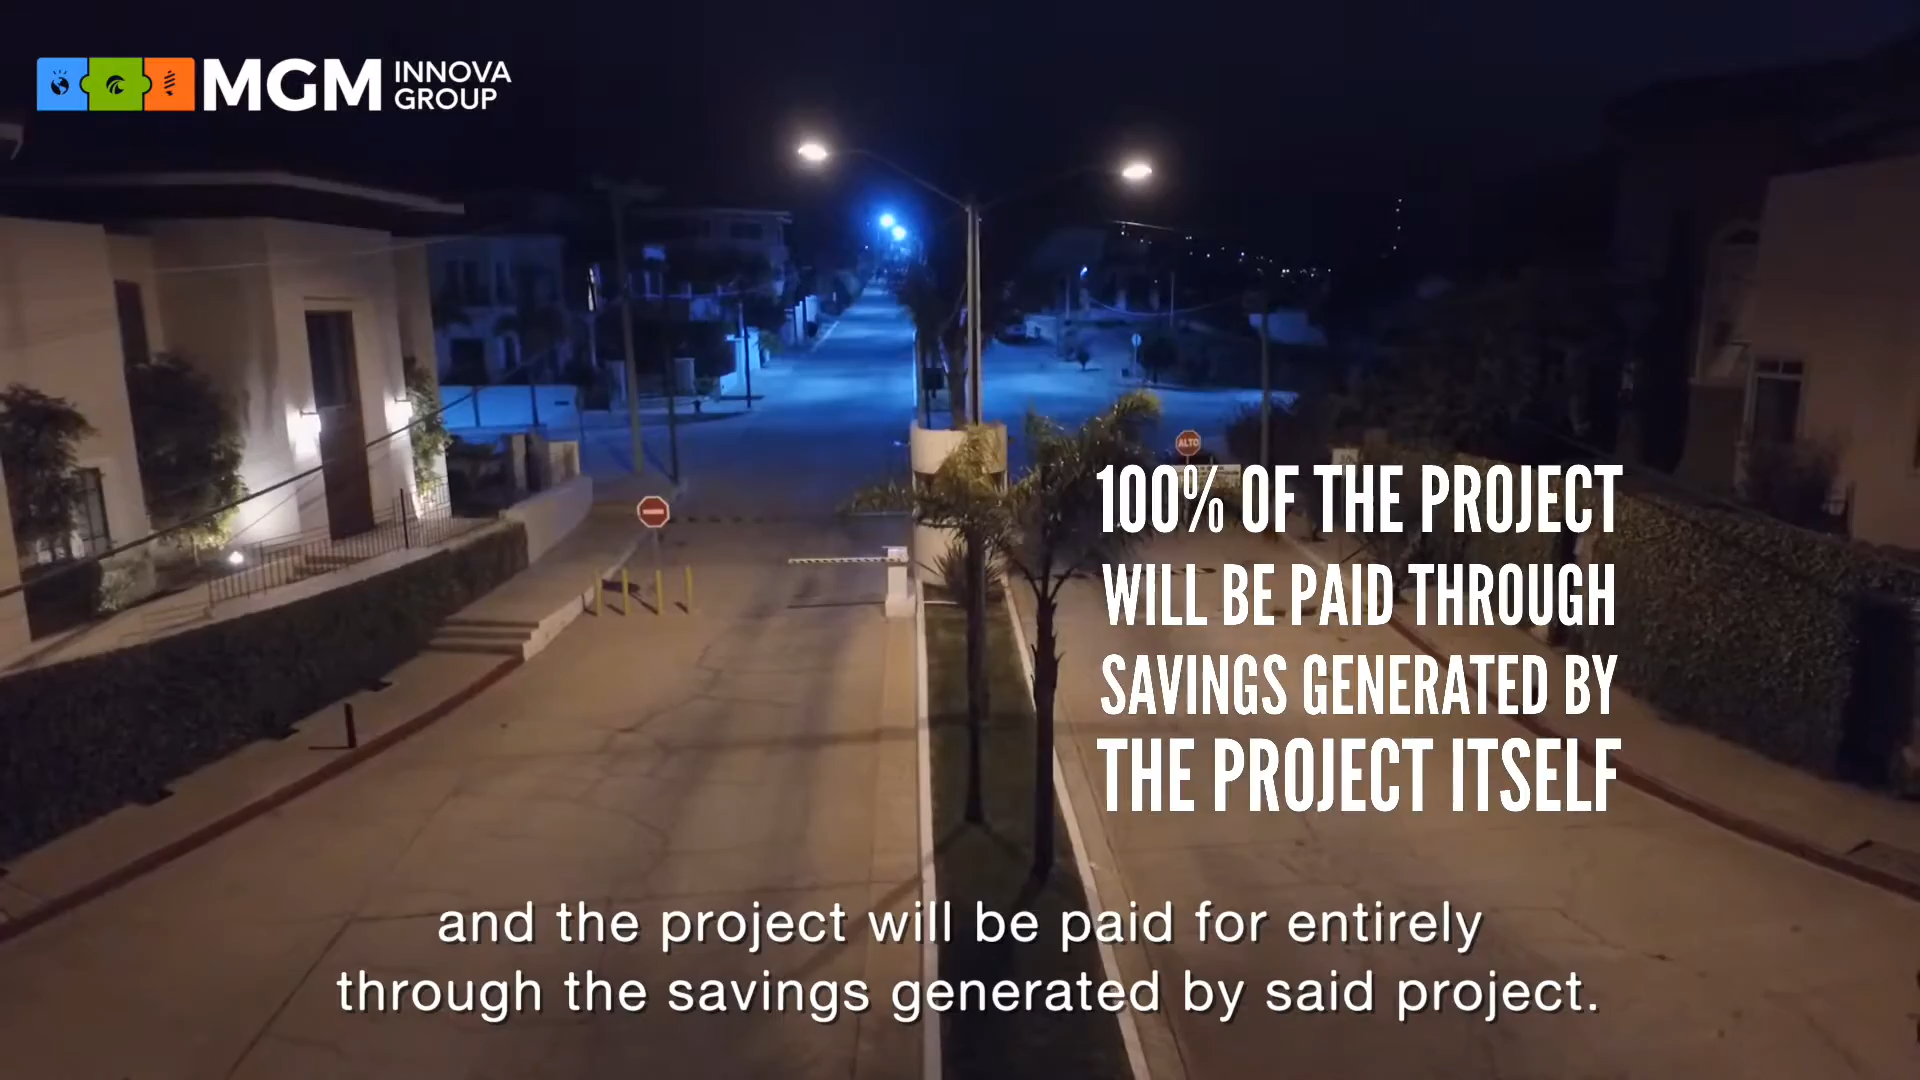 MGM INNOVA
GROUP
ALTO
100% OF THE PROJECT
WILL BE PAID THROUGH
SAVINGS GENERATED BY
THE PROJECT ITSELF
and the project will be paid for entirely
through the savings generated by said project.